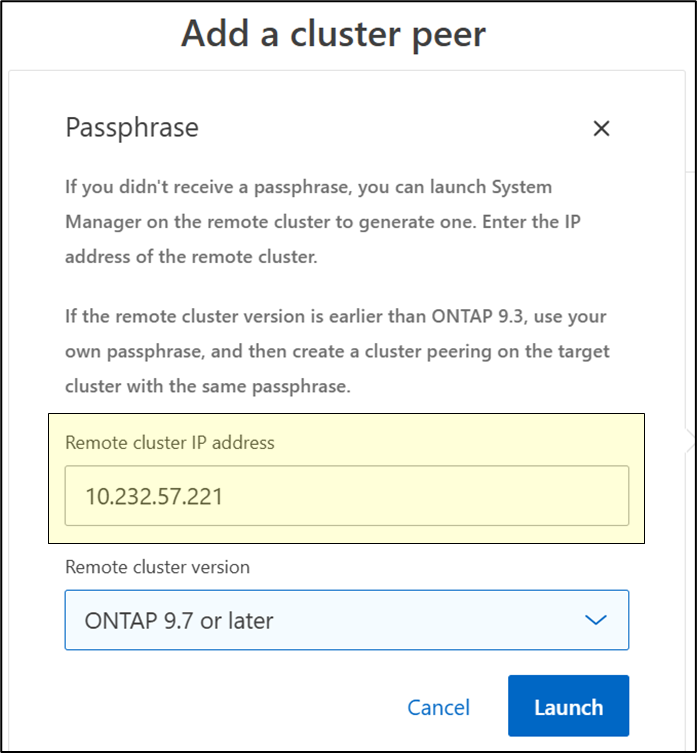 Add a cluster peer
Passphrase
If you didn't receive a passphrase, you can launch System
Manager on the remote cluster to generate one. Enter the IP
address of the remote cluster.
If the remote cluster version is earlier than ONTAP 9.3, use your
own passphrase, and then create a cluster peering on the target
cluster with the same passphrase.
Remote cluster IP address
10.232.57.221
Remote cluster version
ONTAP 9.7 or later
Cancel Launch